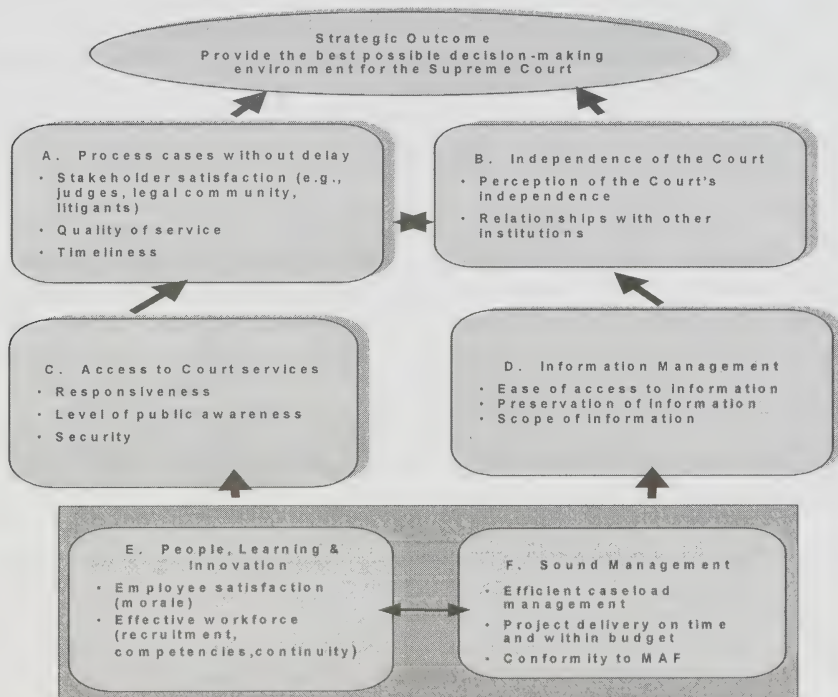 Strategic Outcome
Provide the best possible decision-making
environment for the Supreme Court
A. Process cases without delay
• Stakeholder satisfaction (e.g.,
judges, legal community,
litigants)
• Quality of service
• Timeliness
B. Independence of the Court
• Perception of the Court's
independence
• Relationships with other
institutions
C. Access to Court services
• Responsiveness
• Level of public awareness
• Security
D. Information Management
• Ease of access to information
• Preservation of information
• Scope of information
E. People, Learning &
Innovation
• Employee satisfaction
(morale)
• Effective workforce
(recruitment,
competencies,continuity)
F. Sound Management
• Efficient caseload
management
• Project delivery on time
and within budget
• Conformity to MAF